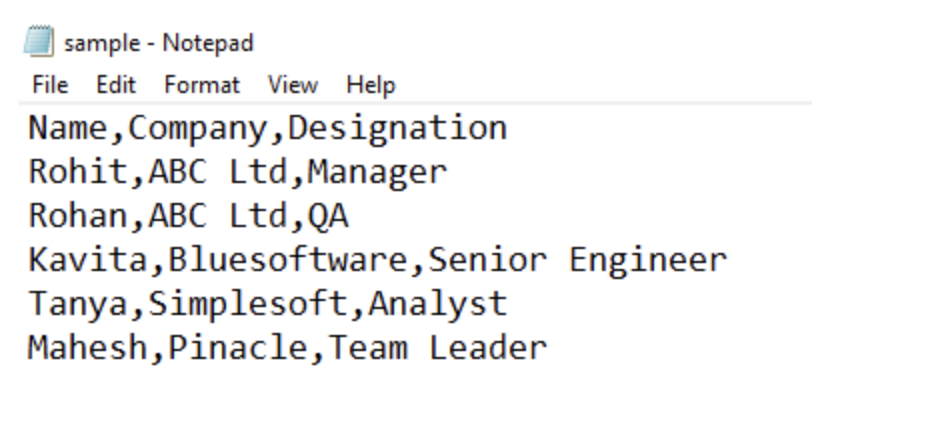 sample - Notepad
File Edit Format View Help
Name,Company,Designation
Rohit,ABC Ltd,Manager
Rohan,ABC Ltd,QA
Kavita,Bluesoftware,Senior Engineer
Tanya,Simplesoft,Analyst
Mahesh,Pinacle,Team Leader